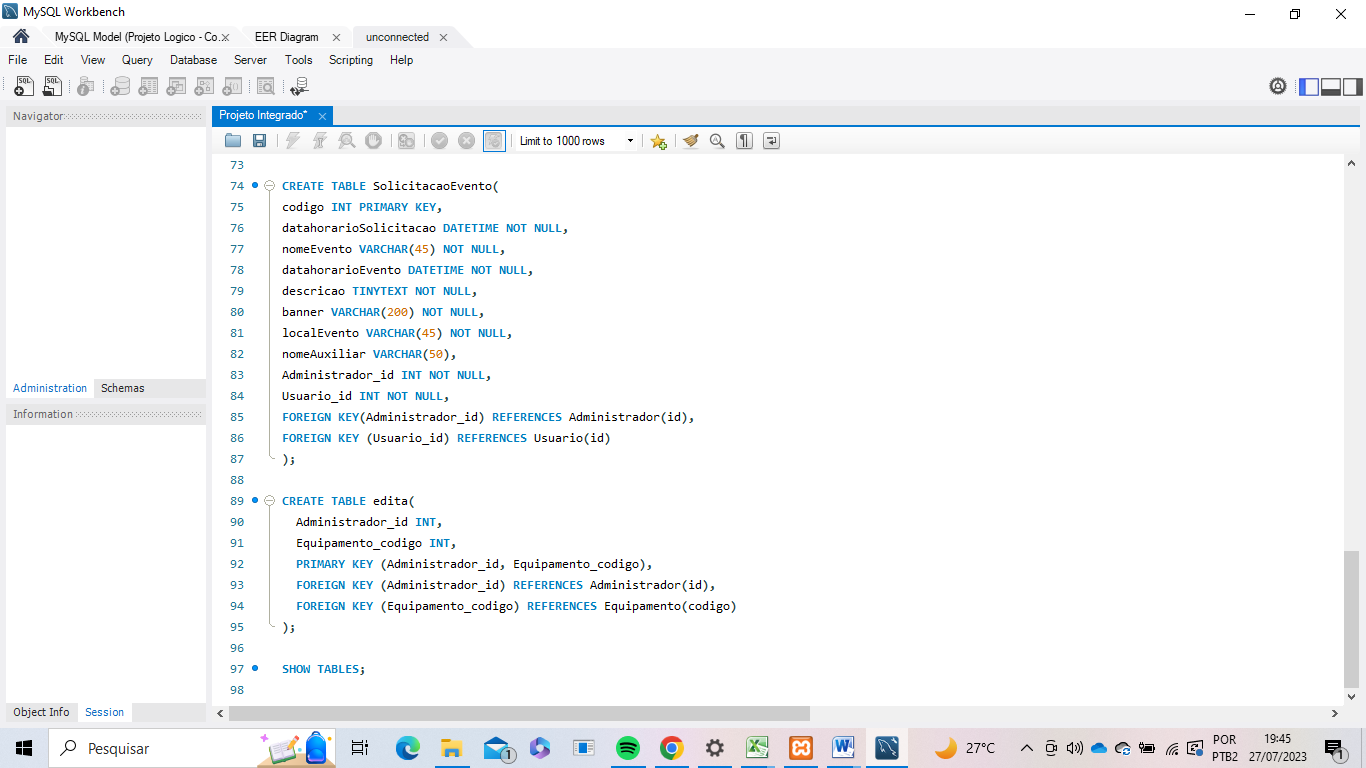 MySQL Workbench
MySQL Model (Projeto Logico - Co.
EER Diagram
unconnected
File Edit View Query Database Server Tools Scripting Help
SQL
SQL
Navigator
Administration Schemas
Information
Object Info Session
Projeto Integrado*
Limit to 1000 rows
73
74 CREATE TABLE SolicitacaoEvento(
75 codigo INT PRIMARY KEY,
76 datahorarioSolicitacao DATETIME NOT NULL,
77 nomeEvento VARCHAR(45) NOT NULL,
78 datahorarioEvento DATETIME NOT NULL,
79 descricao TINYTEXT NOT NULL,
80 banner VARCHAR(200) NOT NULL,
81 localEvento VARCHAR(45) NOT NULL,
82 nomeAuxiliar VARCHAR(50),
83 Administrador_id INT NOT NULL,
84 Usuario_id INT NOT NULL,
85 FOREIGN KEY(Administrador_id) REFERENCES Administrador(id),
86 FOREIGN KEY (Usuario_id) REFERENCES Usuario(id)
87 );
88
89 CREATE TABLE edita(
90 Administrador_id INT,
91 Equipamento_codigo INT,
92 PRIMARY KEY (Administrador_id, Equipamento_codigo),
93 FOREIGN KEY (Administrador_id) REFERENCES Administrador(id),
94 FOREIGN KEY (Equipamento_codigo) REFERENCES Equipamento(codigo)
95 );
96
97 SHOW TABLES;
98
Pesquisar
1
27°C
POR
PTB2
19:45
27/07/2023
1